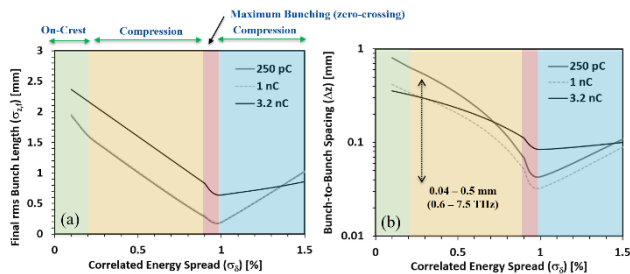 Maximum Bunching (zero-crossing)
On-Crest
Compression
Compression
Final rms Bunch Length (σz,f) [mm]
3
2.5
2
1.5
1
0.5
0
250 pC
1 nC
3.2 nC
(a)
0
0.5
1
1.5
Correlated Energy Spread (σδ) [%]
Bunch-to-Bunch Spacing (Δz) [mm]
1
0.1
0.01
250 pC
1 nC
3.2 nC
0.04 – 0.5 mm
(0.6 – 7.5 THz)
(b)
0
0.5
1
1.5
Correlated Energy Spread (σδ) [%]